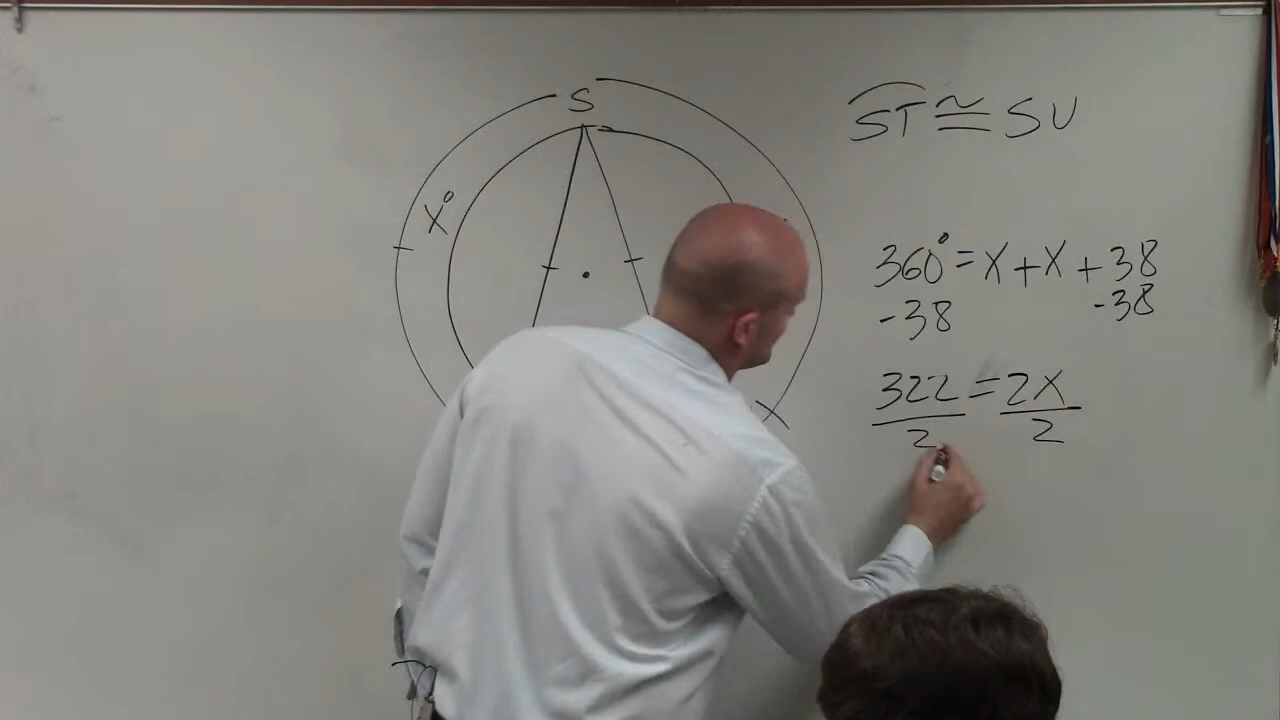 S
X°
X
ST ≅ SU
360° = X + X + 38
-38 -38
322 = 2X
2 2